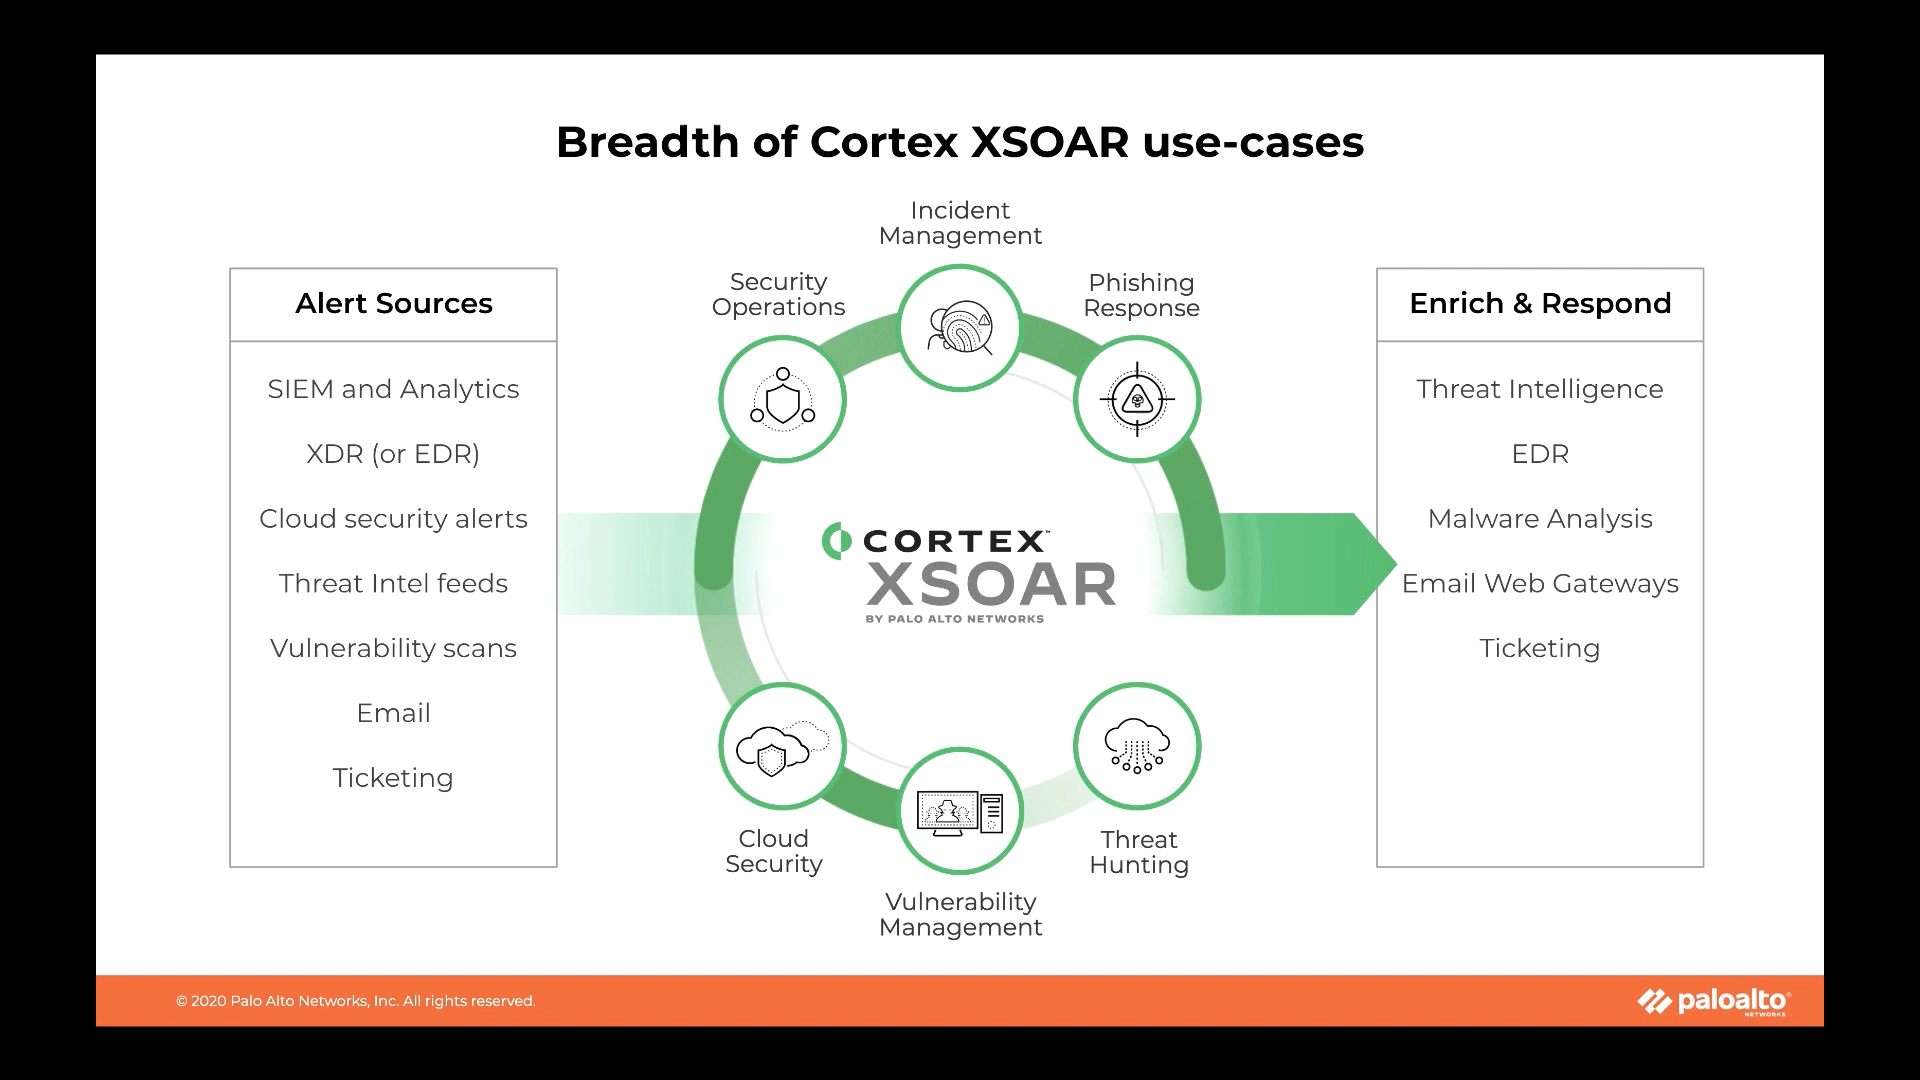 Breadth of Cortex XSOAR use-cases
Alert Sources
SIEM and Analytics
XDR (or EDR)
Cloud security alerts
Threat Intel feeds
Vulnerability scans
Email
Ticketing
Incident
Management
Security
Operations
Phishing
Response
CORTEX™
XSOAR
BY PALO ALTO NETWORKS
Cloud
Security
Vulnerability
Management
Threat
Hunting
Enrich & Respond
Threat Intelligence
EDR
Malware Analysis
Email Web Gateways
Ticketing
© 2020 Palo Alto Networks, Inc. All rights reserved.
paloalto®
NETWORKS